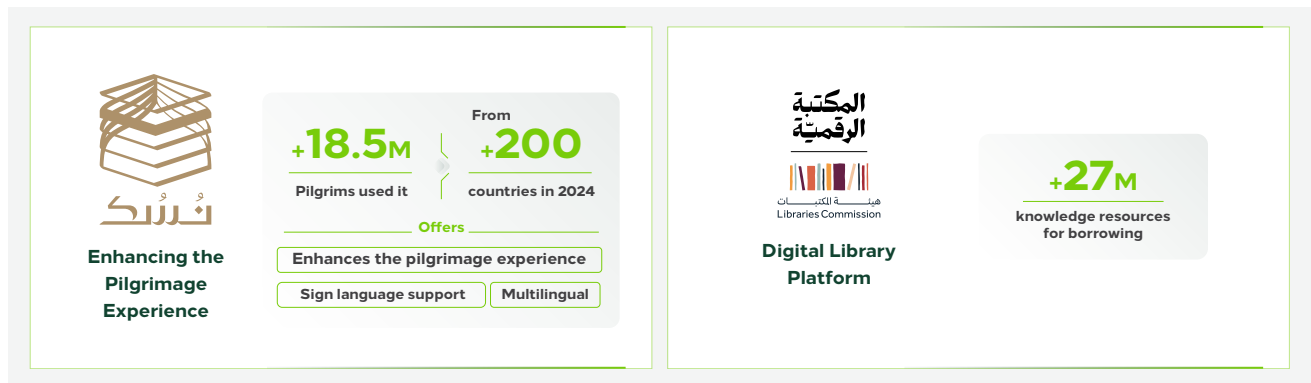 نُسُك
Enhancing the
Pilgrimage
Experience
+18.5M
Pilgrims used it
From
+200
countries in 2024
Offers
Enhances the pilgrimage experience
Sign language support
Multilingual
المكتبة
الرقميّة
هيئة المكتبات
Libraries Commission
Digital Library
Platform
+27M
knowledge resources
for borrowing